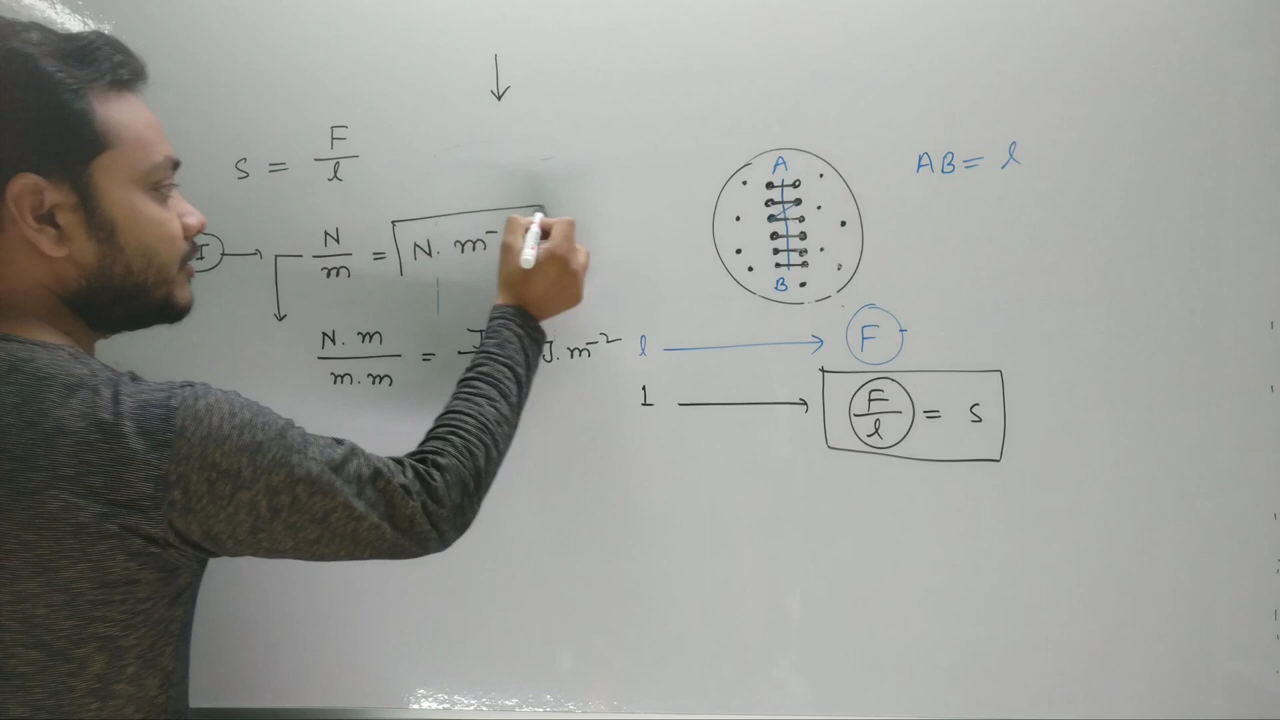 s = F/l
I → N/m = N. m⁻
N. m/m. m = J. m⁻²
A
B
AB = l
l → F
1 → F/l = s